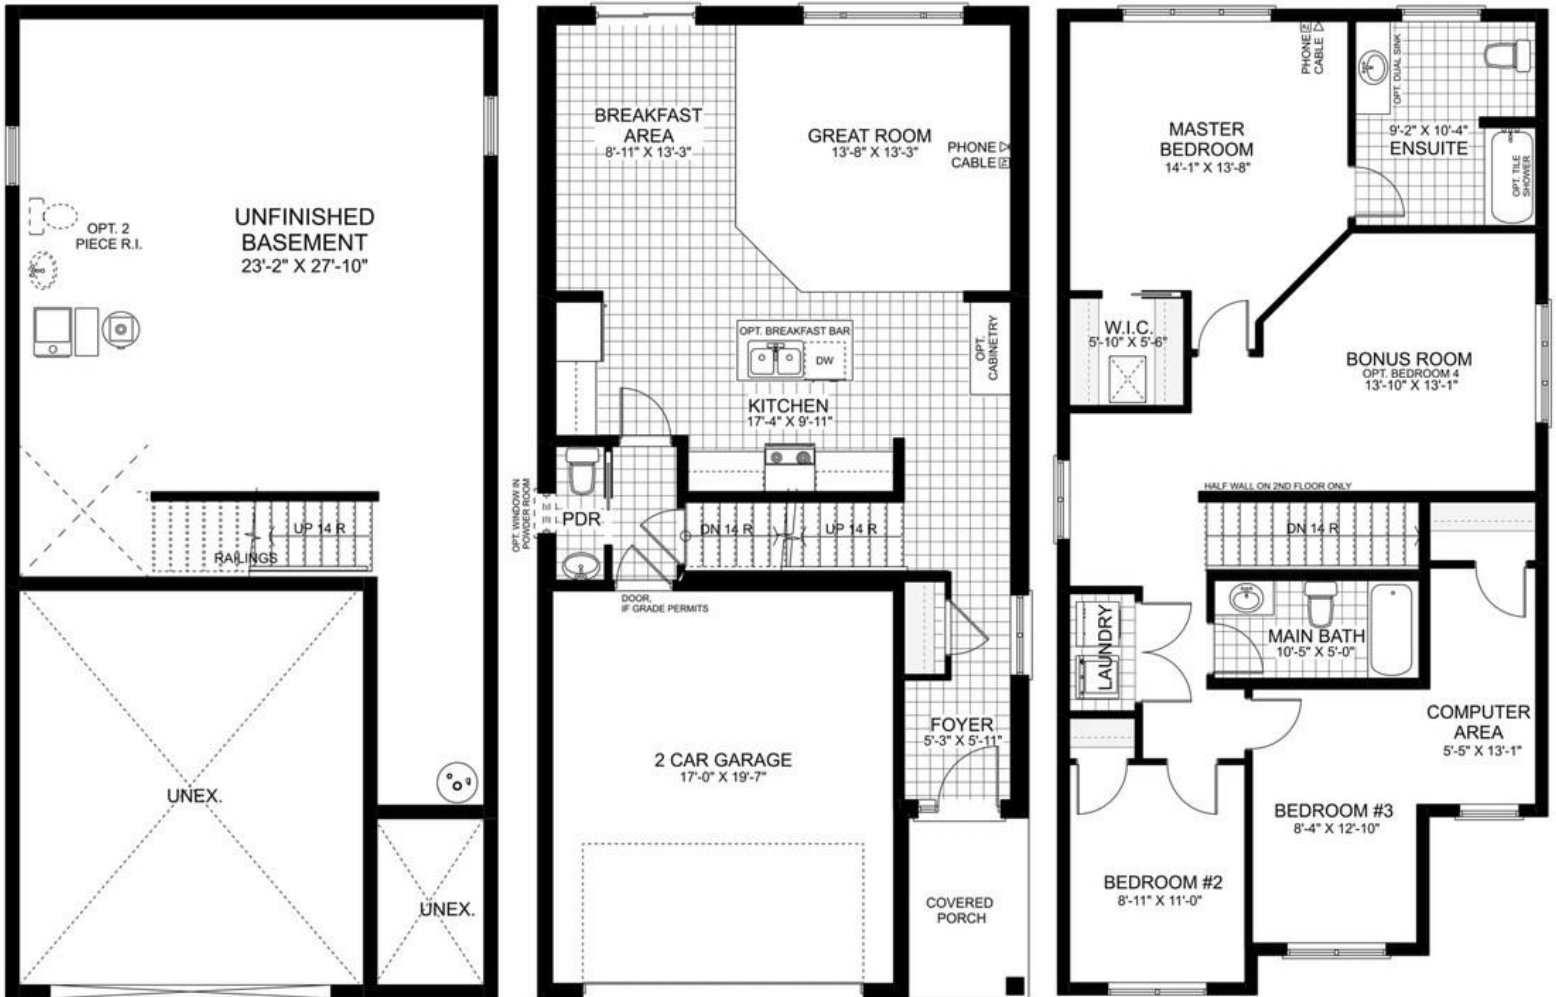 OPT. 2
PIECE R.I.
UNFINISHED
BASEMENT
23'-2" X 27'-10"
UP 14 R
RAILINGS
UNEX.
UNEX.
BREAKFAST
AREA
8'-11" X 13'-3"
GREAT ROOM
13'-8" X 13'-3"
PHONE
CABLE
OPT. BREAKFAST BAR
DW
OPT.
CABINETRY
KITCHEN
17'-4" X 9'-11"
OPT. WINDOW IN
POWDER ROOM
PDR
DN 14 R
UP 14 R
DOOR,
IF GRADE PERMITS
FOYER
5'-3" X 5'-11"
2 CAR GARAGE
17'-0" X 19'-7"
COVERED
PORCH
PHONE
CABLE
OPT. DUAL SINK
MASTER
BEDROOM
14'-1" X 13'-8"
9'-2" X 10'-4"
ENSUITE
OPT. TILE
SHOWER
W.I.C.
5'-10" X 5'-6"
BONUS ROOM
OPT. BEDROOM 4
13'-10" X 13'-1"
HALF WALL ON 2ND FLOOR ONLY
DN 14 R
LAUNDRY
MAIN BATH
10'-5" X 5'-0"
COMPUTER
AREA
5'-5" X 13'-1"
BEDROOM #3
8'-4" X 12'-10"
BEDROOM #2
8'-11" X 11'-0"